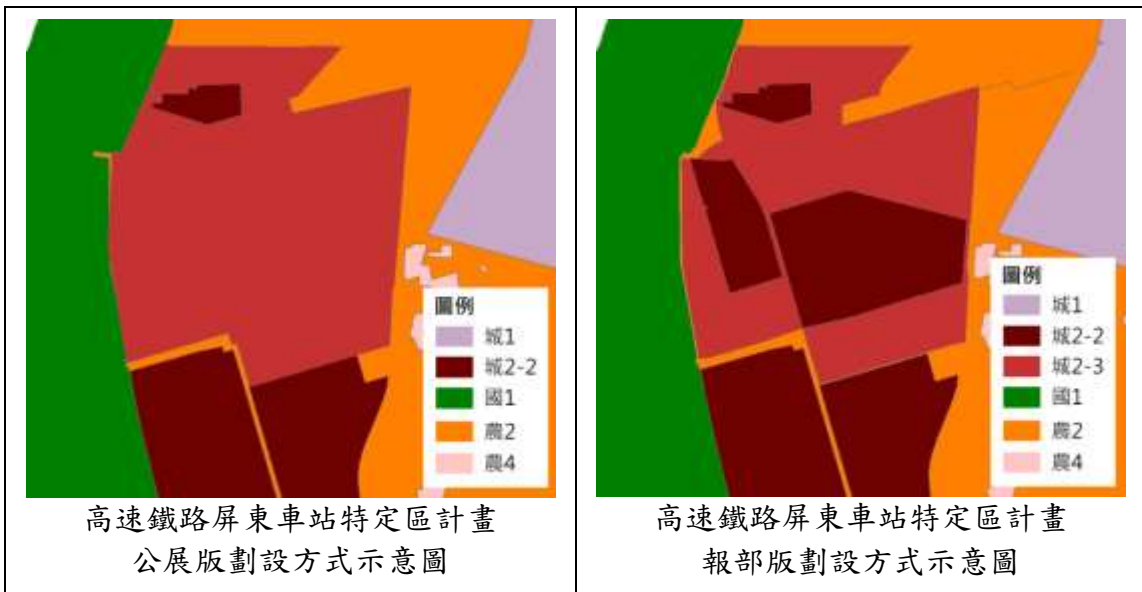 圖例
城1
城2-2
國1
農2
農4
高速鐵路屏東車站特定區計畫
公展版劃設方式示意圖
圖例
城1
城2-2
城2-3
國1
農2
農4
高速鐵路屏東車站特定區計畫
報部版劃設方式示意圖